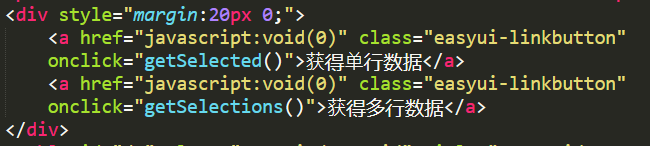 <div style="margin:20px 0;">
<a href="javascript:void(0)" class="easyui-linkbutton"
onclick="getSelected()">获得单行数据</a>
<a href="javascript:void(0)" class="easyui-linkbutton"
onclick="getSelections()">获得多行数据</a>
</div>